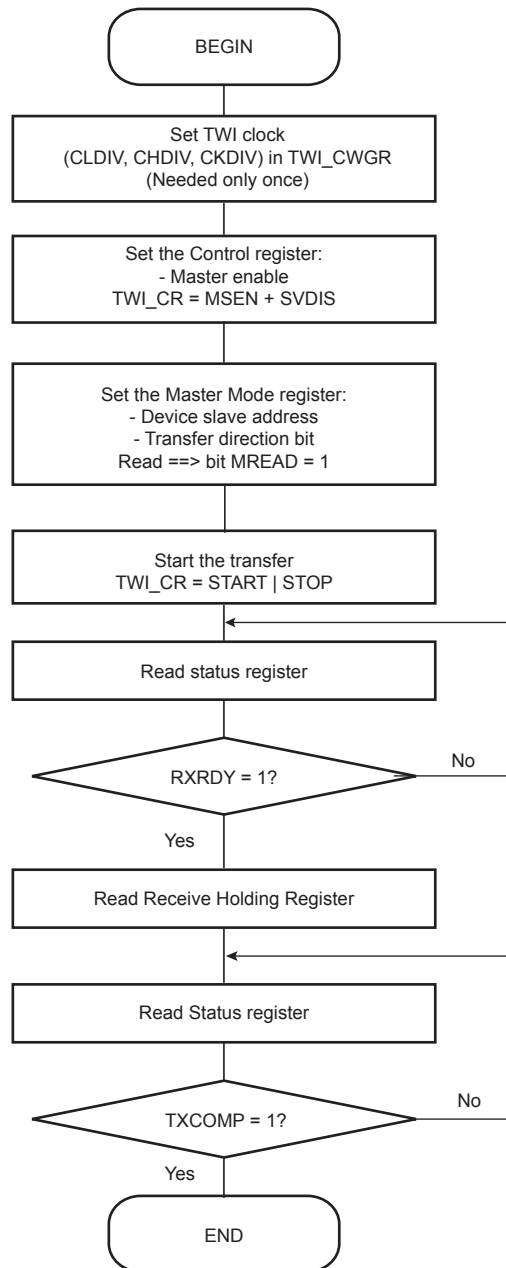 BEGIN
Set TWI clock
(CLDIV, CHDIV, CKDIV) in TWI_CWGR
(Needed only once)
Set the Control register:
- Master enable
TWI_CR = MSEN + SVDIS
Set the Master Mode register:
- Device slave address
- Transfer direction bit
Read ==> bit MREAD = 1
Start the transfer
TWI_CR = START | STOP
Read status register
RXRDY = 1?
No
Yes
Read Receive Holding Register
Read Status register
TXCOMP = 1?
No
Yes
END